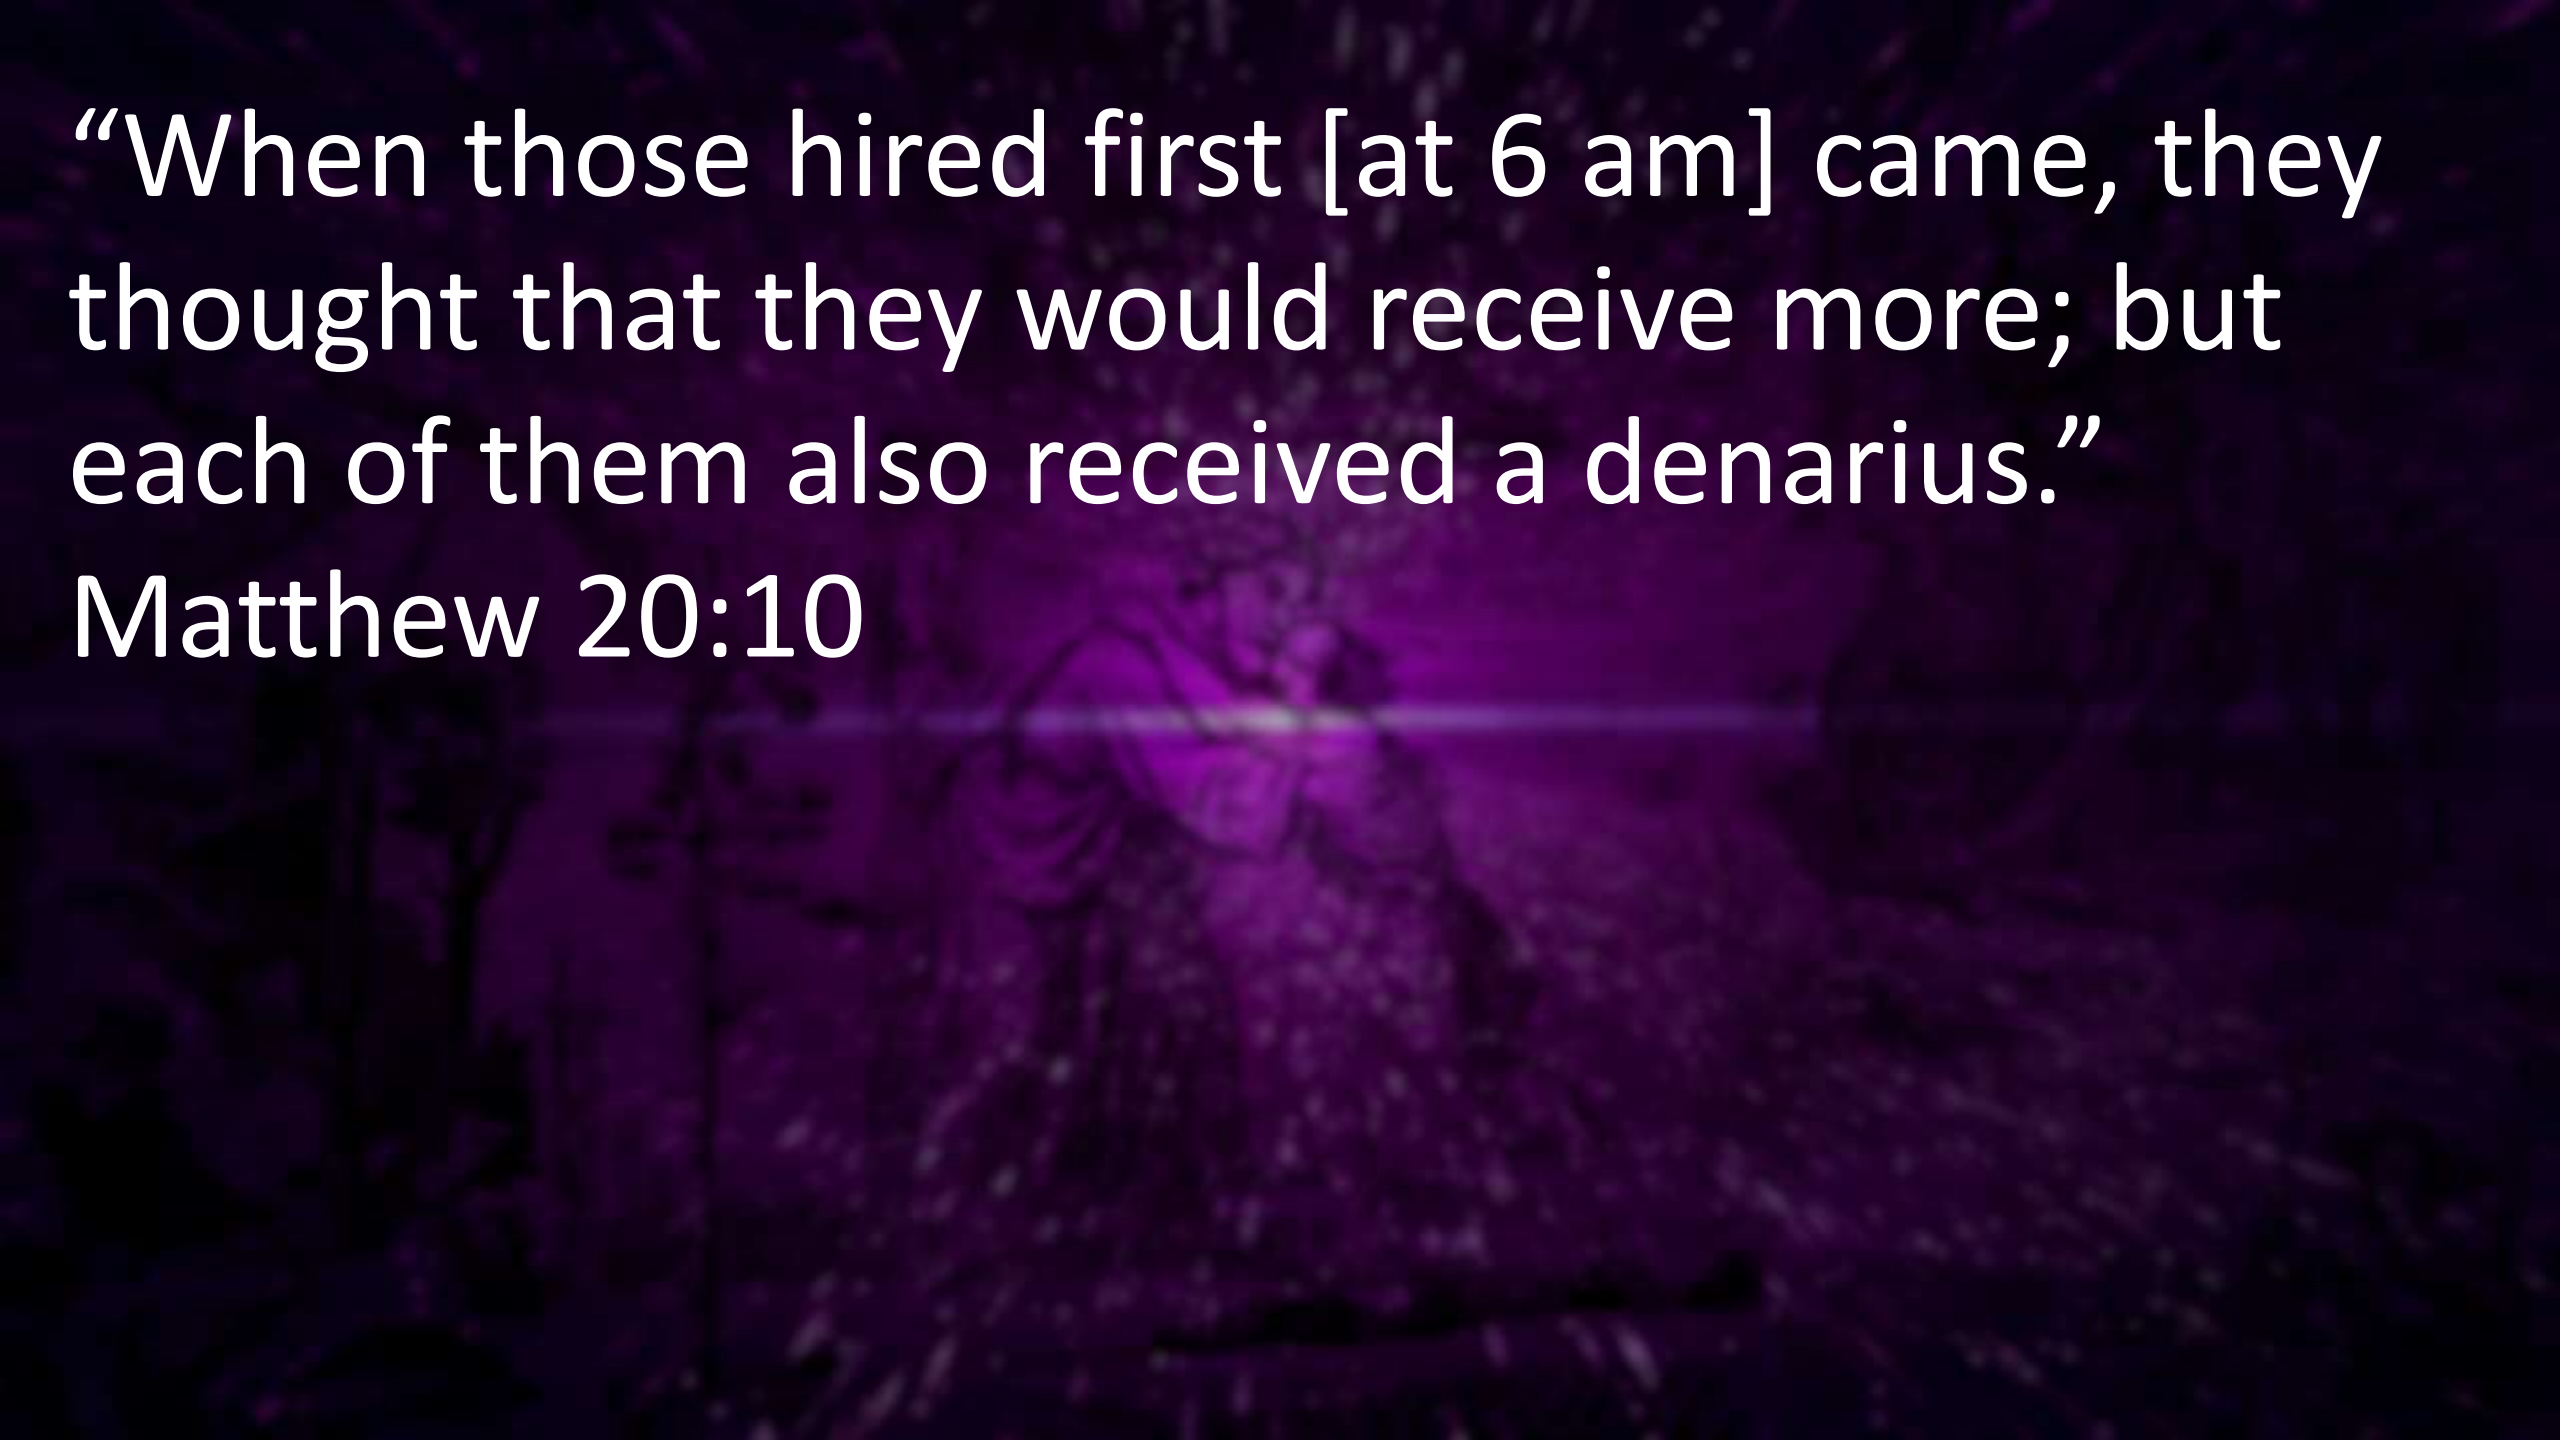 “When those hired first [at 6 am] came, they
thought that they would receive more; but
each of them also received a denarius.”
Matthew 20:10